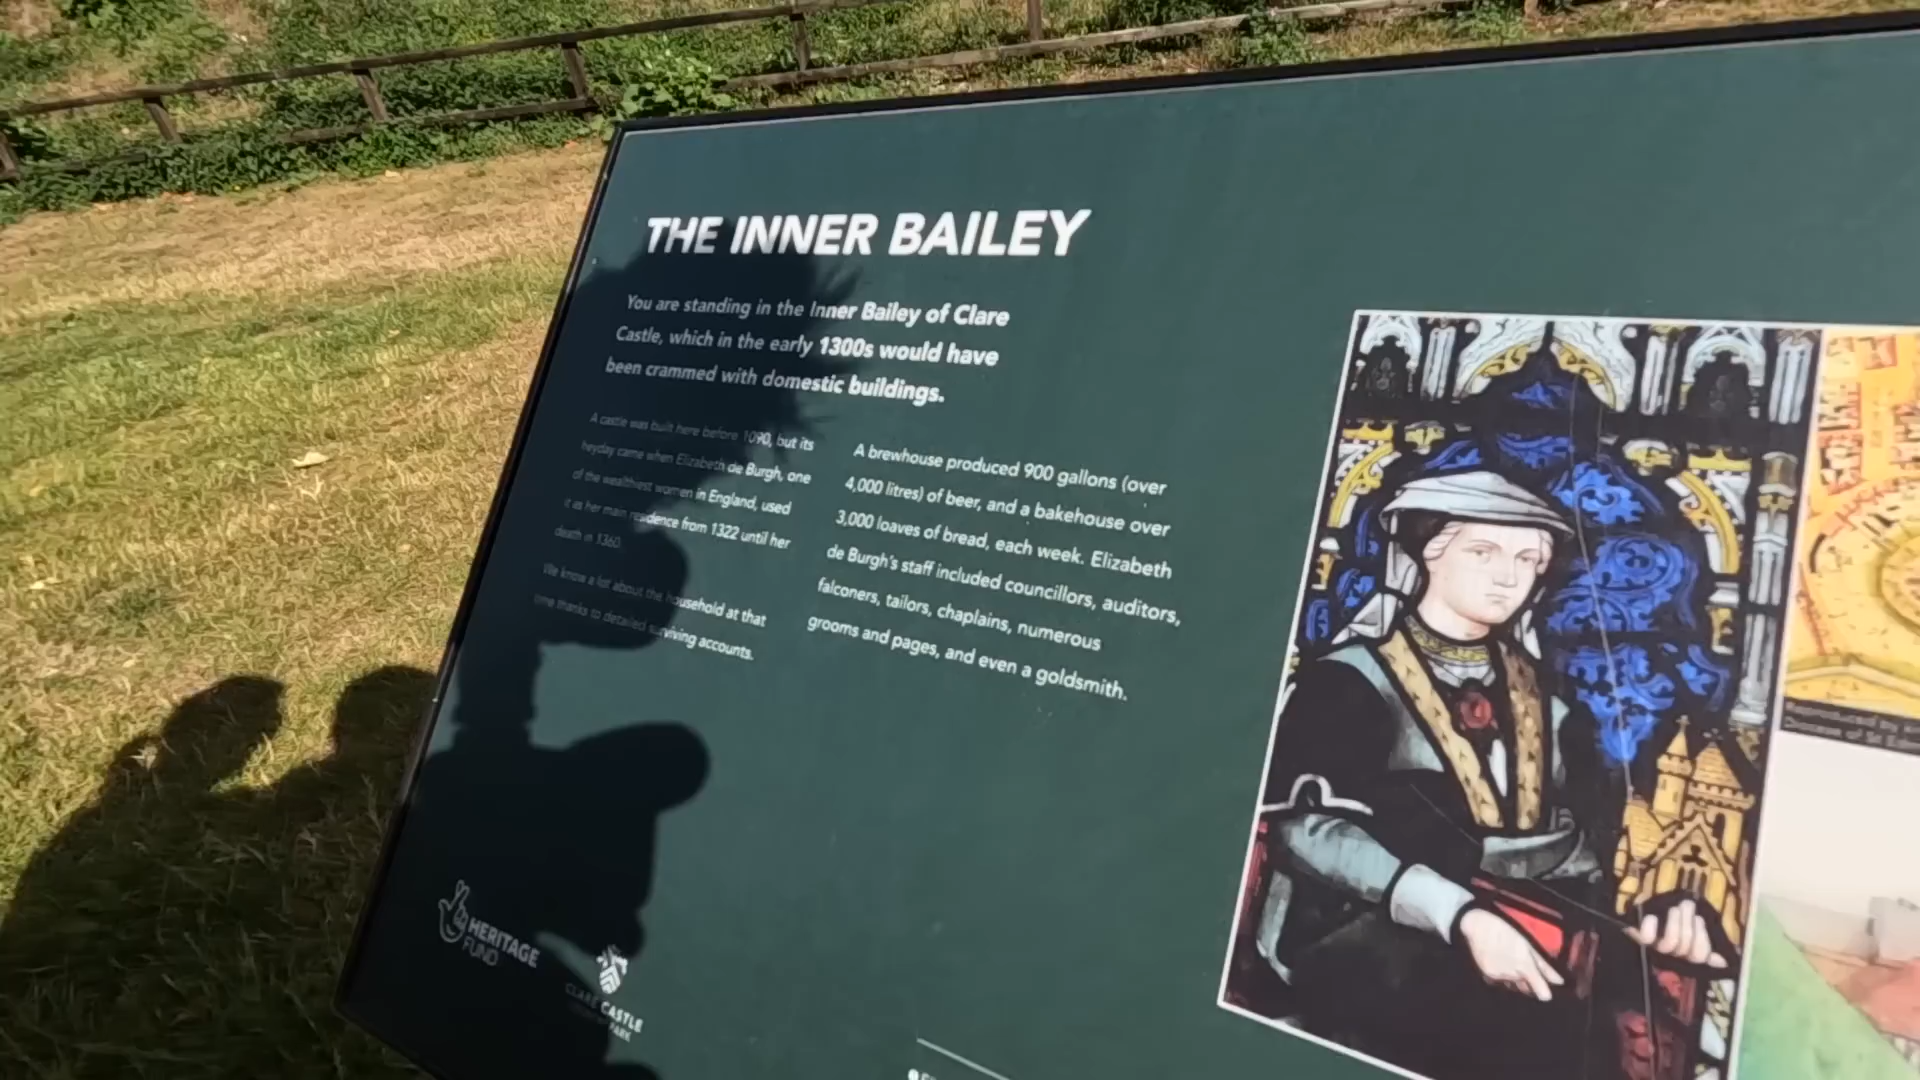 THE INNER BAILEY
You are standing in the Inner Bailey of Clare
Castle, which in the early 1300s would have
been crammed with domestic buildings.
A castle was built here before 1090, but its
heyday came when Elizabeth de Burgh, one
of the wealthiest women in England, used
it as her main residence from 1322 until her
death in 1360.
We know a lot about the household at that
time thanks to detailed surviving accounts.
A brewhouse produced 900 gallons (over
4,000 litres) of beer, and a bakehouse over
3,000 loaves of bread, each week. Elizabeth
de Burgh's staff included councillors, auditors,
falconers, tailors, chaplains, numerous
grooms and pages, and even a goldsmith.
HERITAGE
FUND
CLARE CASTLE
PARK
Reproduced by
Diocese of St